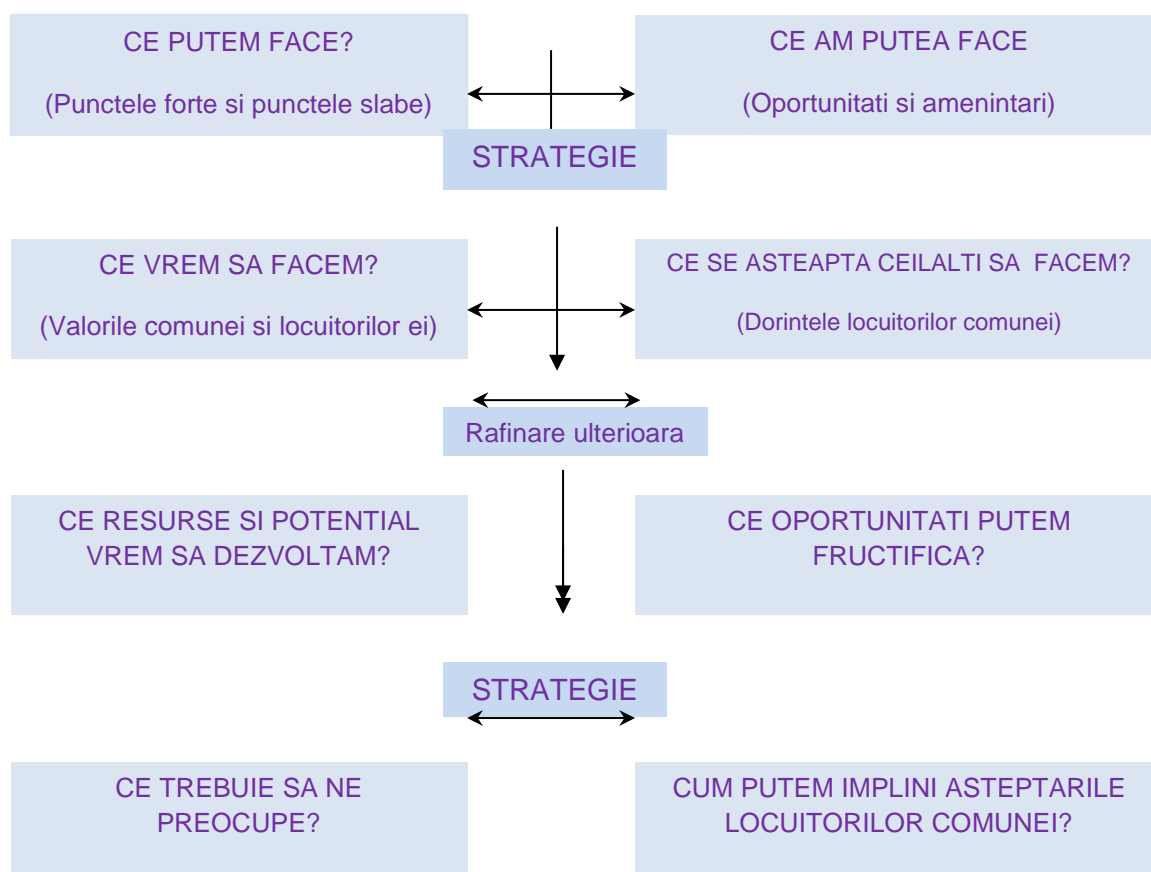 CE PUTEM FACE?
(Punctele forte si punctele slabe)
CE AM PUTEA FACE
(Oportunitati si amenintari)
STRATEGIE
CE VREM SA FACEM?
(Valorile comunei si locuitorilor ei)
CE SE ASTEAPTA CEILALTI SA FACEM?
(Dorintele locuitorilor comunei)
Rafinare ulterioara
CE RESURSE SI POTENTIAL
VREM SA DEZVOLTAM?
CE OPORTUNITATI PUTEM
FRUCTIFICA?
STRATEGIE
CE TREBUIE SA NE
PREOCUPE?
CUM PUTEM IMPLINI ASTEPTARILE
LOCUITORILOR COMUNEI?